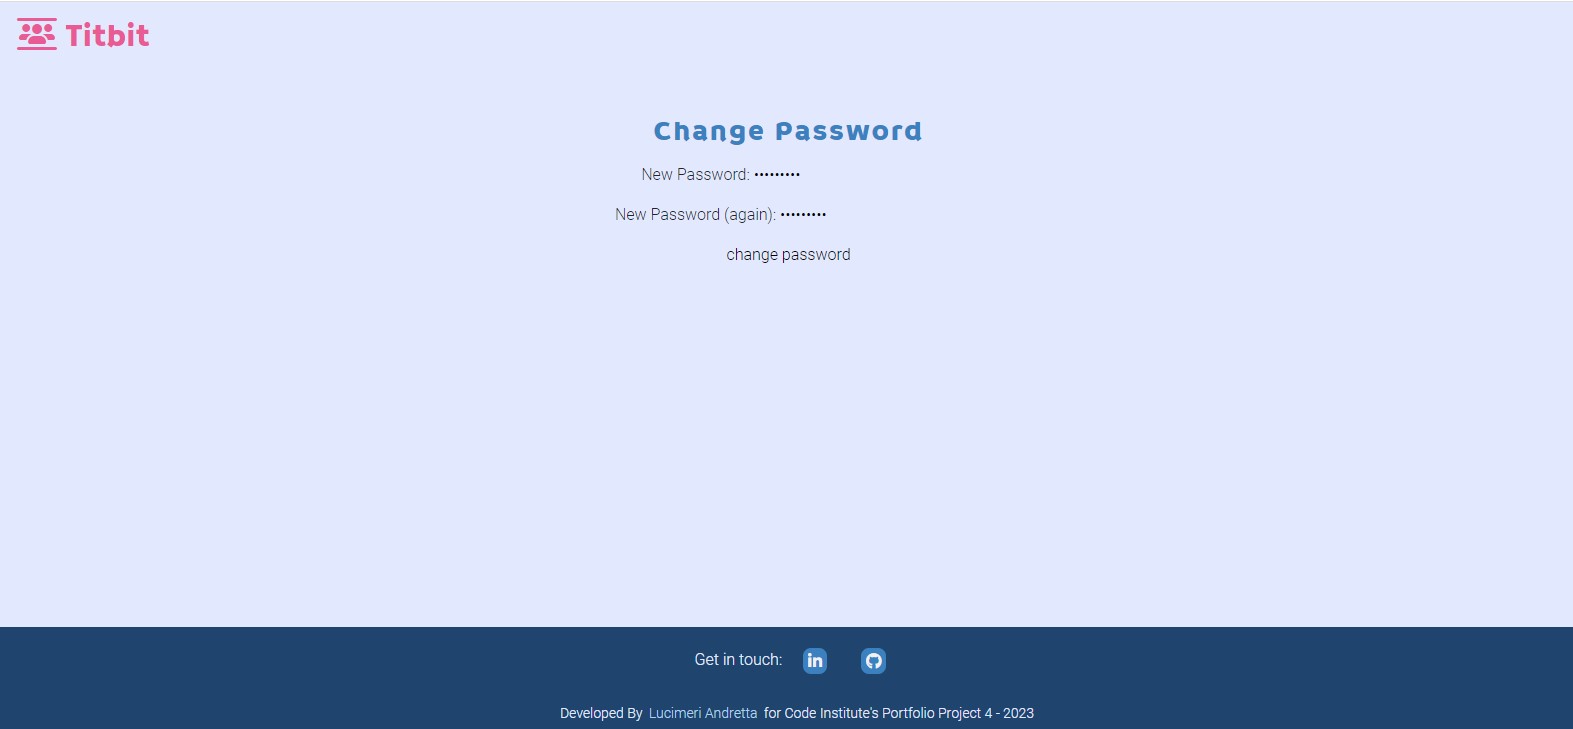 Titbit
Change Password
New Password: •••••••••
New Password (again): •••••••••
change password
Get in touch:
in
Developed By Lucimeri Andretta for Code Institute's Portfolio Project 4 - 2023